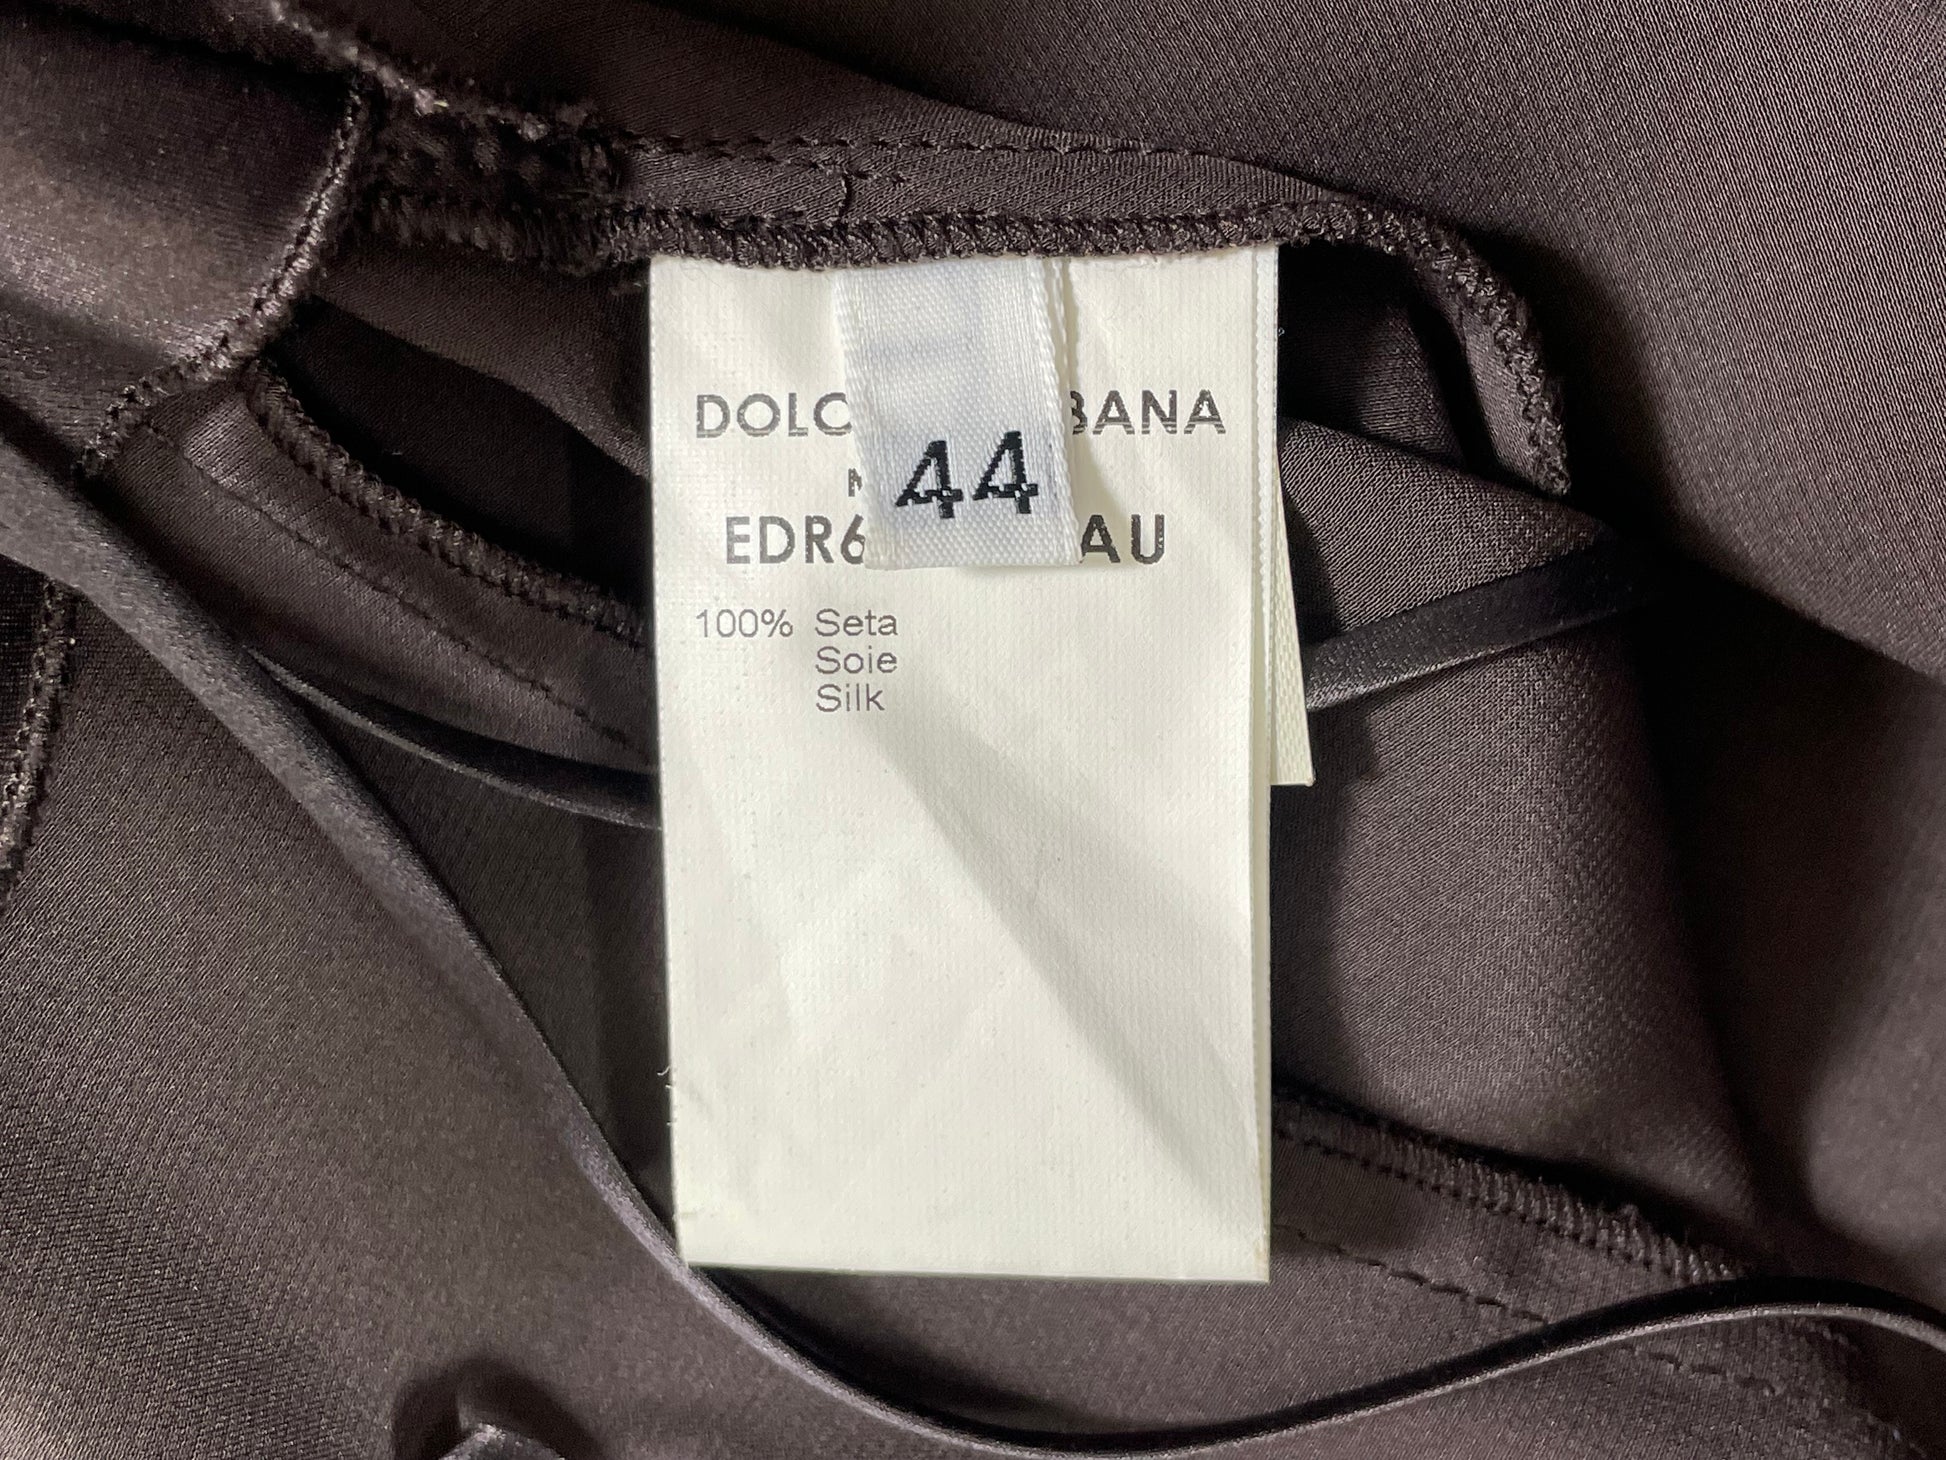 DOLC BANA
44
EDR6 AU
100% Seta
Soie
Silk